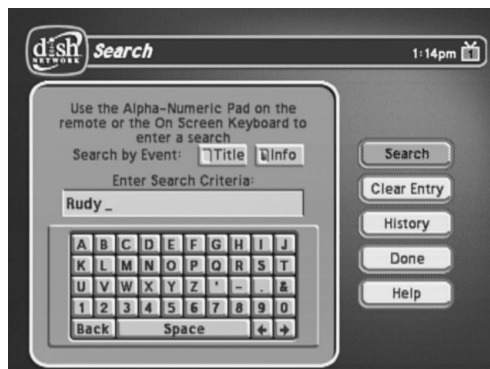 dish
NETWORK
Search
1:14pm
Use the Alpha-Numeric Pad on the
remote or the On Screen Keyboard to
enter a search
Search by Event: Title Info
Enter Search Criteria:
Rudy_
A B C D E F G H I J
K L M N O P Q R S T
U V W X Y Z ' - . &
1 2 3 4 5 6 7 8 9 0
Back Space ← →
Search
Clear Entry
History
Done
Help